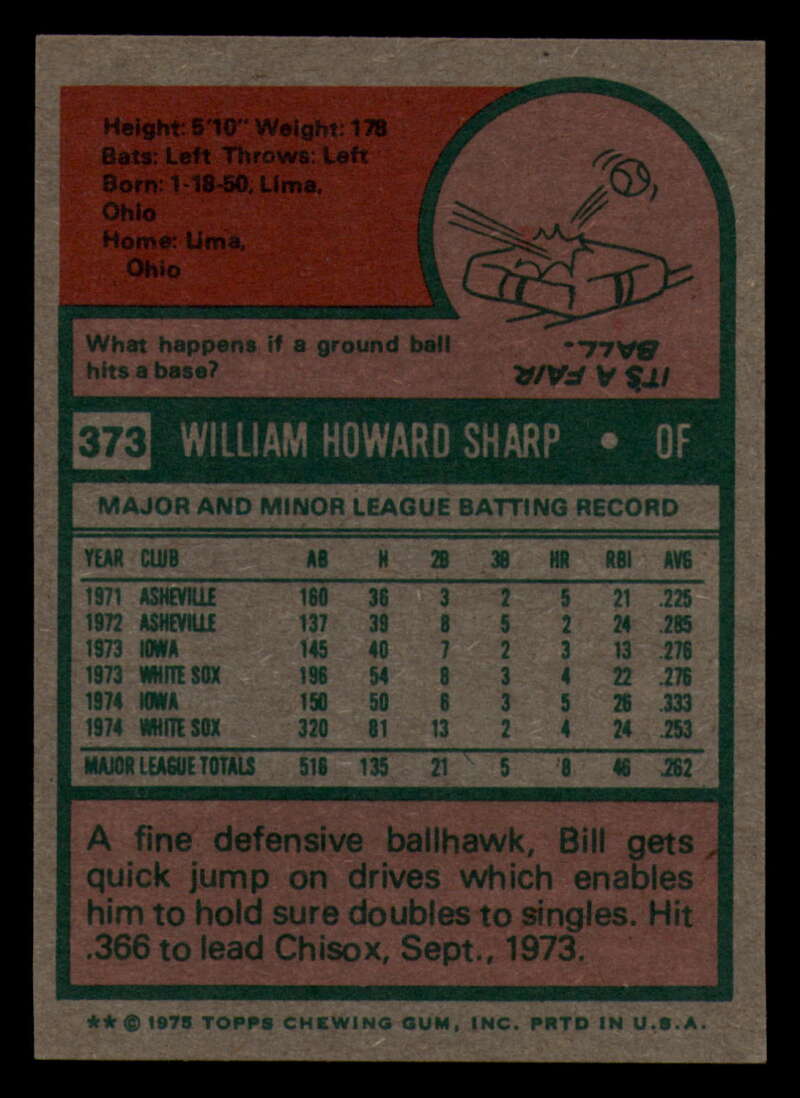 Height: 5'10" Weight: 178
Bats: Left Throws: Left
Born: 1-18-50, Lima,
Ohio
Home: Lima,
Ohio
What happens if a ground ball
hits a base?
IT'S A FAIR
BALL.
373 WILLIAM HOWARD SHARP • OF
MAJOR AND MINOR LEAGUE BATTING RECORD
YEAR CLUB AB H 2B 3B HR RBI AVG
1971 ASHEVILLE 160 36 3 2 5 21 .225
1972 ASHEVILLE 137 39 8 5 2 24 .285
1973 IOWA 145 40 7 2 3 13 .276
1973 WHITE SOX 196 54 8 3 4 22 .276
1974 IOWA 150 50 6 3 5 26 .333
1974 WHITE SOX 320 81 13 2 4 24 .253
MAJOR LEAGUE TOTALS 516 135 21 5 8 46 .262
A fine defensive ballhawk, Bill gets
quick jump on drives which enables
him to hold sure doubles to singles. Hit
.366 to lead Chisox, Sept., 1973.
** © 1975 TOPPS CHEWING GUM, INC. PRTD IN U.S.A.